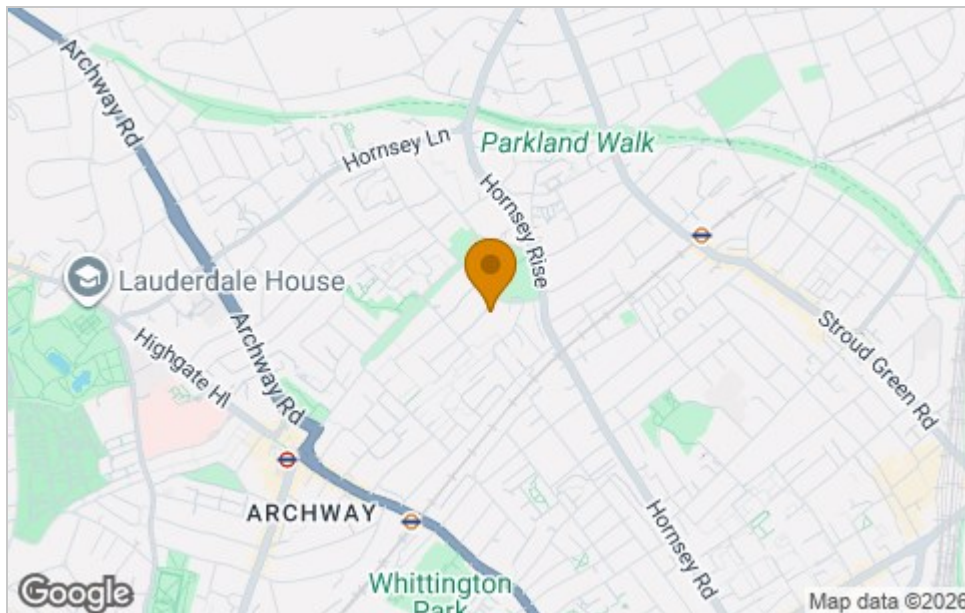 Archway Rd
Hornsey Ln
Parkland Walk
Hornsey Rise
Lauderdale House
Archway Rd
Highgate Hl
Stroud Green Rd
ARCHWAY
Hornsey Rd
Whittington
Park
Google
Map data ©2026